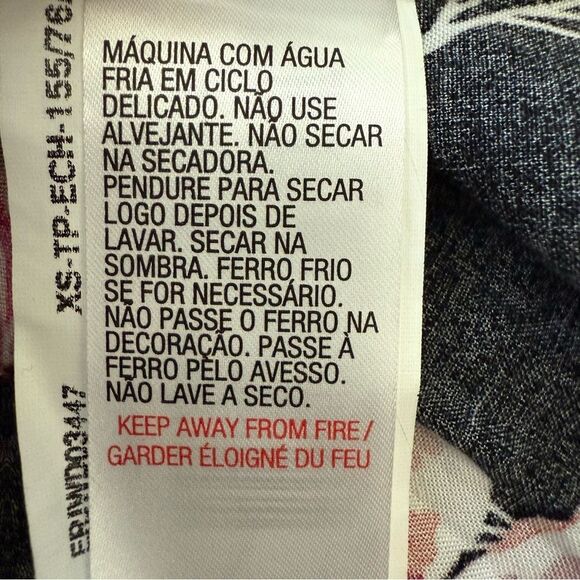 MÁQUINA COM ÁGUA
FRIA EM CICLO
DELICADO. NÃO USE
ALVEJANTE. NÃO SECAR
NA SECADORA.
PENDURE PARA SECAR
LOGO DEPOIS DE
LAVAR. SECAR NA
SOMBRA. FERRO FRIO
SE FOR NECESSÁRIO.
NÃO PASSE O FERRO NA
DECORAÇÃO. PASSE À
FERRO PELO AVESSO.
NÃO LAVE A SECO.
KEEP AWAY FROM FIRE/
GARDER ÉLOIGNÉ DU FEU
XS-TP-ECH-155/76
ERJWD03447